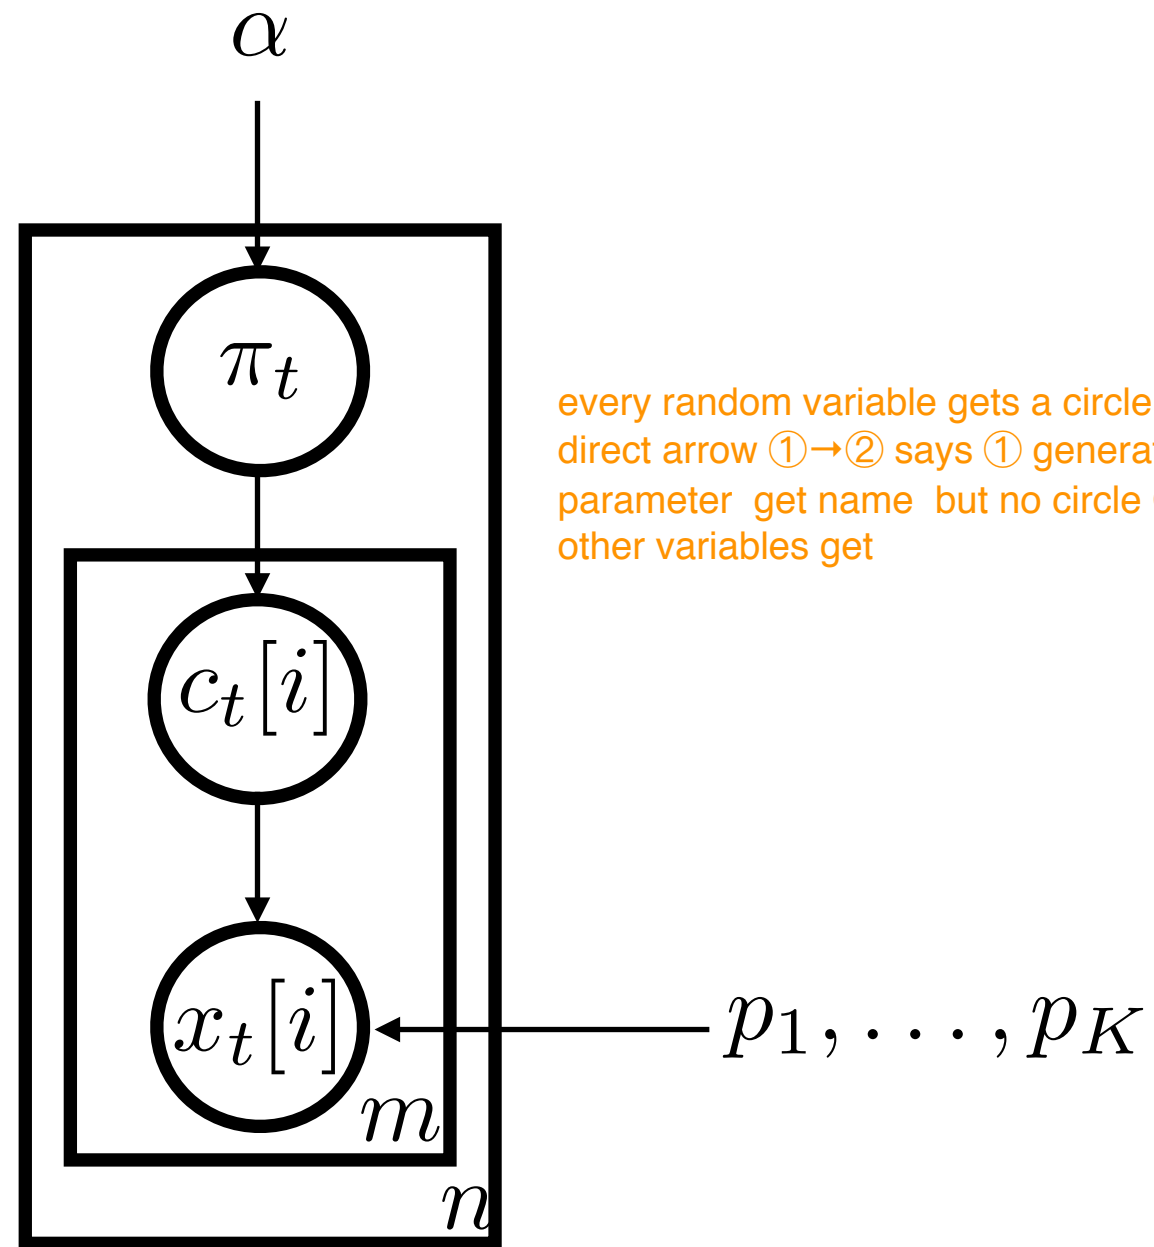 α
π_t
every random variable gets a circle
direct arrow ①→② says ①
parameter get name but no circle
other variables get
c_t[i]
x_t[i]
p_1, . . . , p_K
m
n